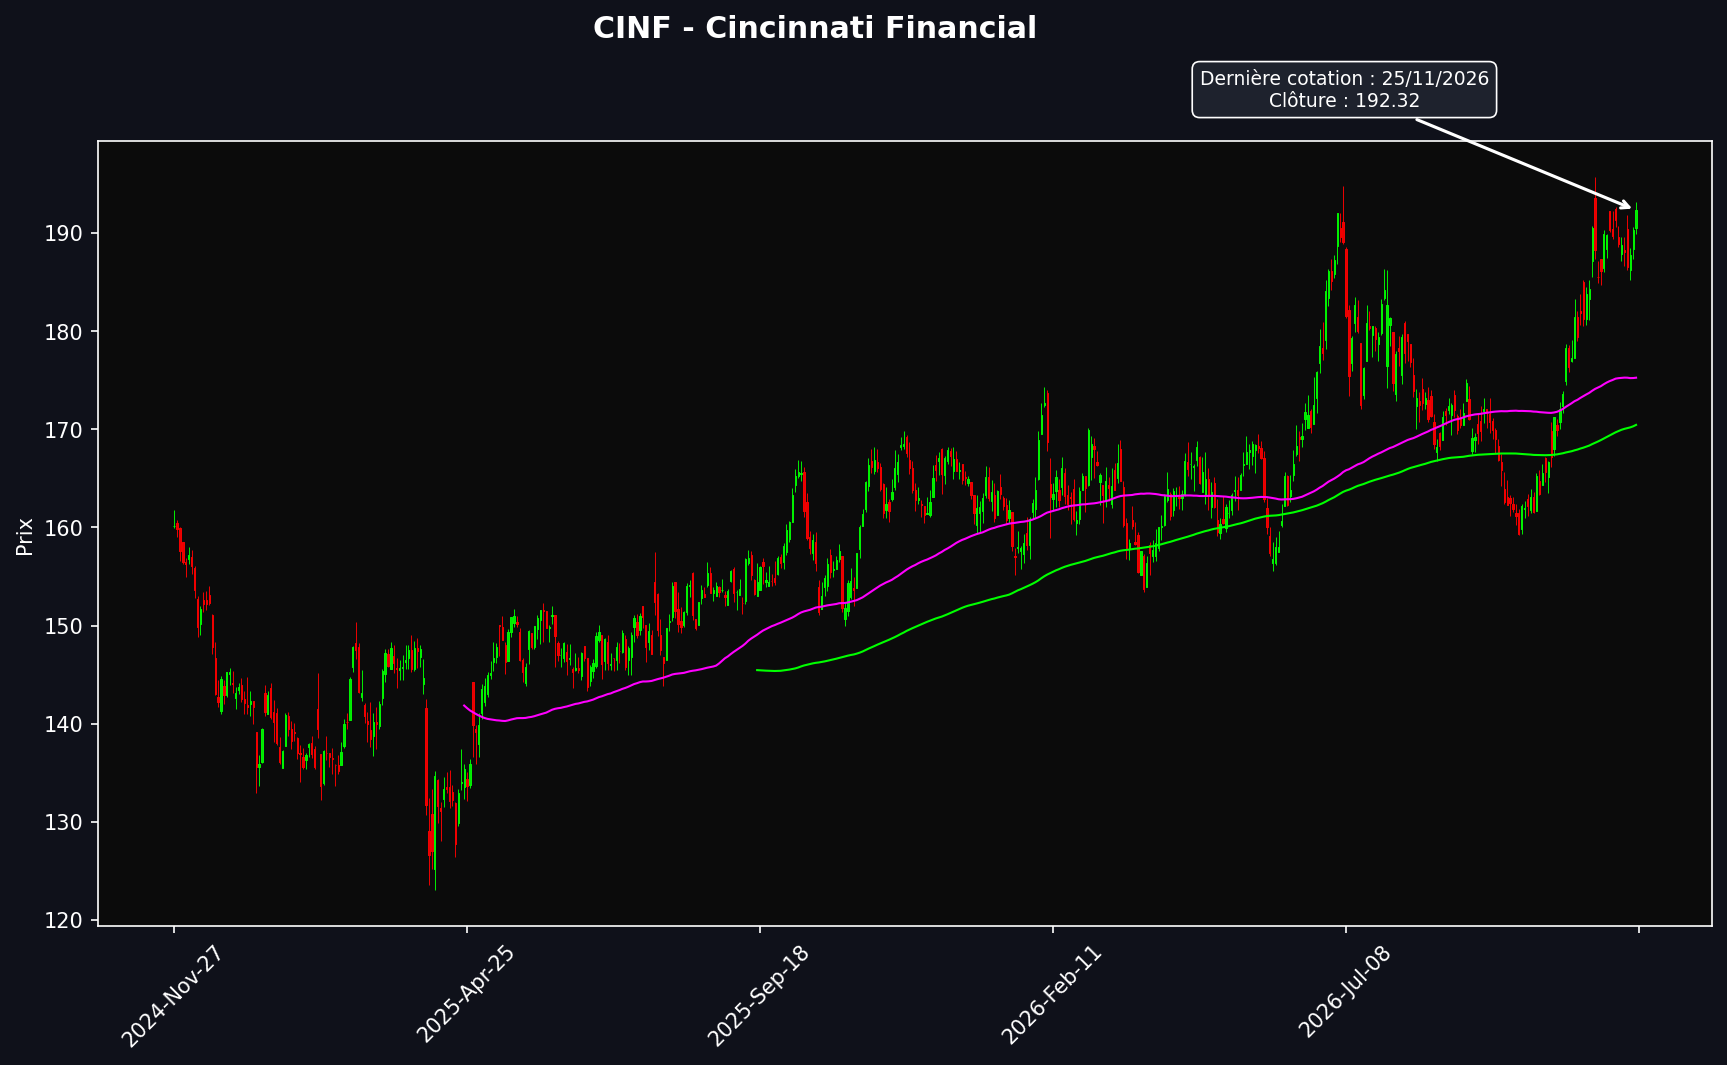 CINF - Cincinnati Financial
Dernière cotation : 25/11/2026
Clôture : 192.32
Prix
190
180
170
160
150
140
130
120
2024-Nov-27
2025-Apr-25
2025-Sep-18
2026-Feb-11
2026-Jul-08